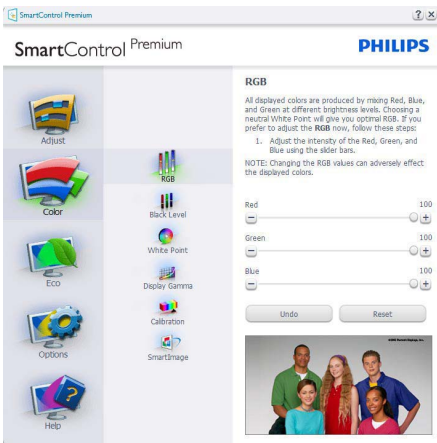 SmartControl Premium
SmartControl Premium
PHILIPS
Adjust
Color
Eco
Options
Help
RGB
Black Level
White Point
Display Gamma
Calibration
SmartImage
RGB
All displayed colors are produced by mixing Red, Blue,
and Green at different brightness levels. Choosing a
neutral White Point will give you optimal RGB. If you
prefer to adjust the RGB now, follow these steps:
1. Adjust the intensity of the Red, Green, and
Blue using the slider bars.
NOTE: Changing the RGB values can adversely effect
the displayed colors.
Red 100
Green 100
Blue 100
Undo Reset